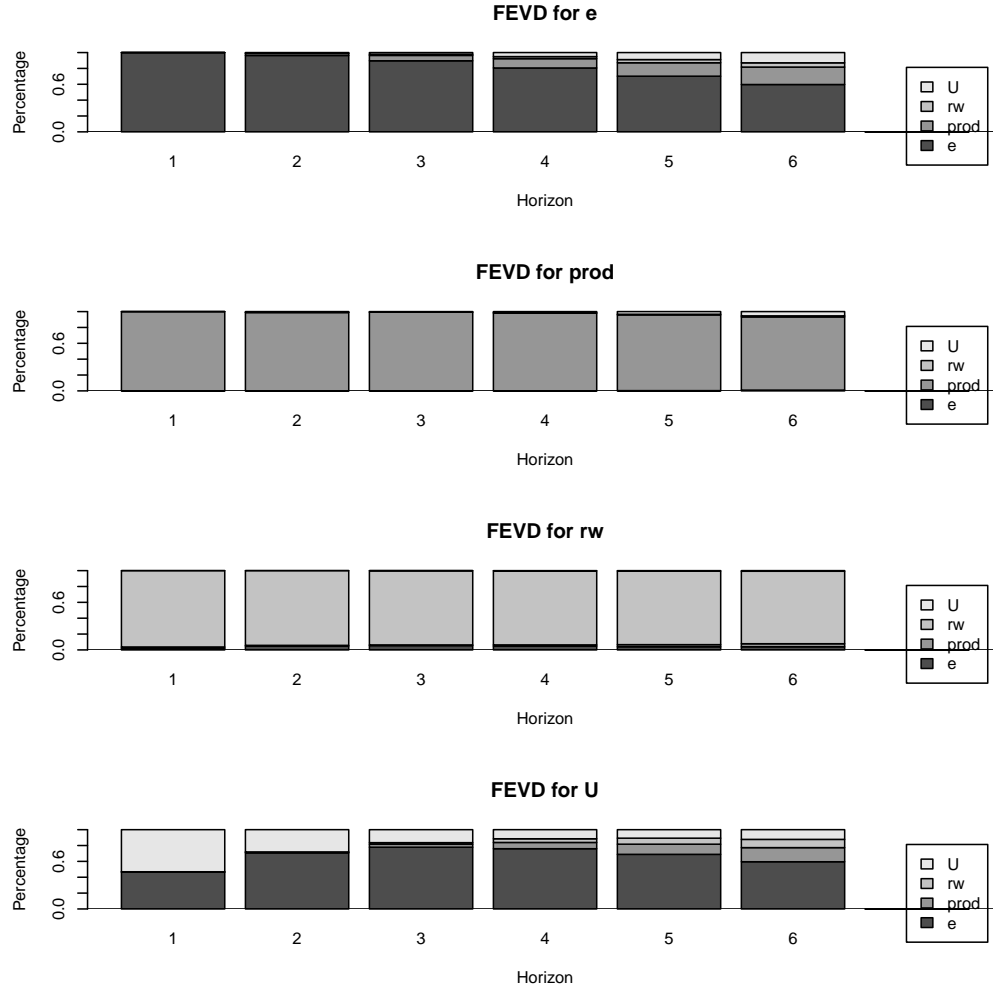 FEVD for e
Percentage
0.0 0.6
1 2 3 4 5 6
Horizon
U
rw
prod
e
FEVD for prod
Percentage
0.0 0.6
1 2 3 4 5 6
Horizon
U
rw
prod
e
FEVD for rw
Percentage
0.0 0.6
1 2 3 4 5 6
Horizon
U
rw
prod
e
FEVD for U
Percentage
0.0 0.6
1 2 3 4 5 6
Horizon
U
rw
prod
e